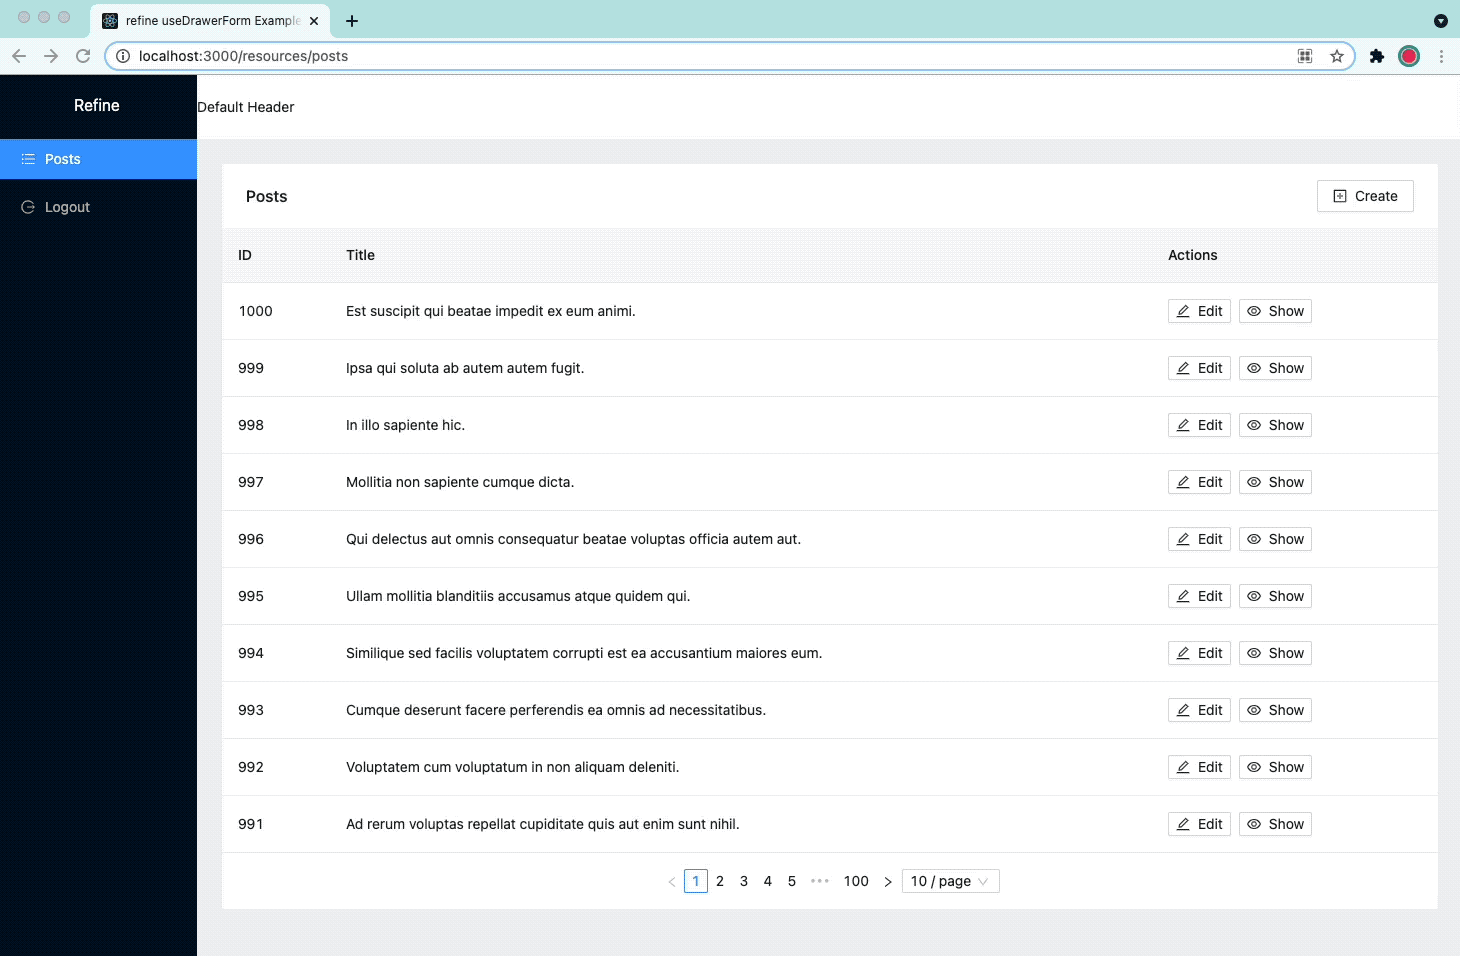 refine useDrawerForm Example
localhost:3000/resources/posts
Refine
Default Header
Posts
Logout
Posts
Create
ID Title Actions
1000 Est suscipit qui beatae impedit ex eum animi. Edit Show
999 Ipsa qui soluta ab autem autem fugit. Edit Show
998 In illo sapiente hic. Edit Show
997 Mollitia non sapiente cumque dicta. Edit Show
996 Qui delectus aut omnis consequatur beatae voluptas officia autem aut. Edit Show
995 Ullam mollitia blanditiis accusamus atque quidem qui. Edit Show
994 Similique sed facilis voluptatem corrupti est ea accusantium maiores eum. Edit Show
993 Cumque deserunt facere perferendis ea omnis ad necessitatibus. Edit Show
992 Voluptatem cum voluptatum in non aliquam deleniti. Edit Show
991 Ad rerum voluptas repellat cupiditate quis aut enim sunt nihil. Edit Show
< 1 2 3 4 5 ••• 100 > 10 / page